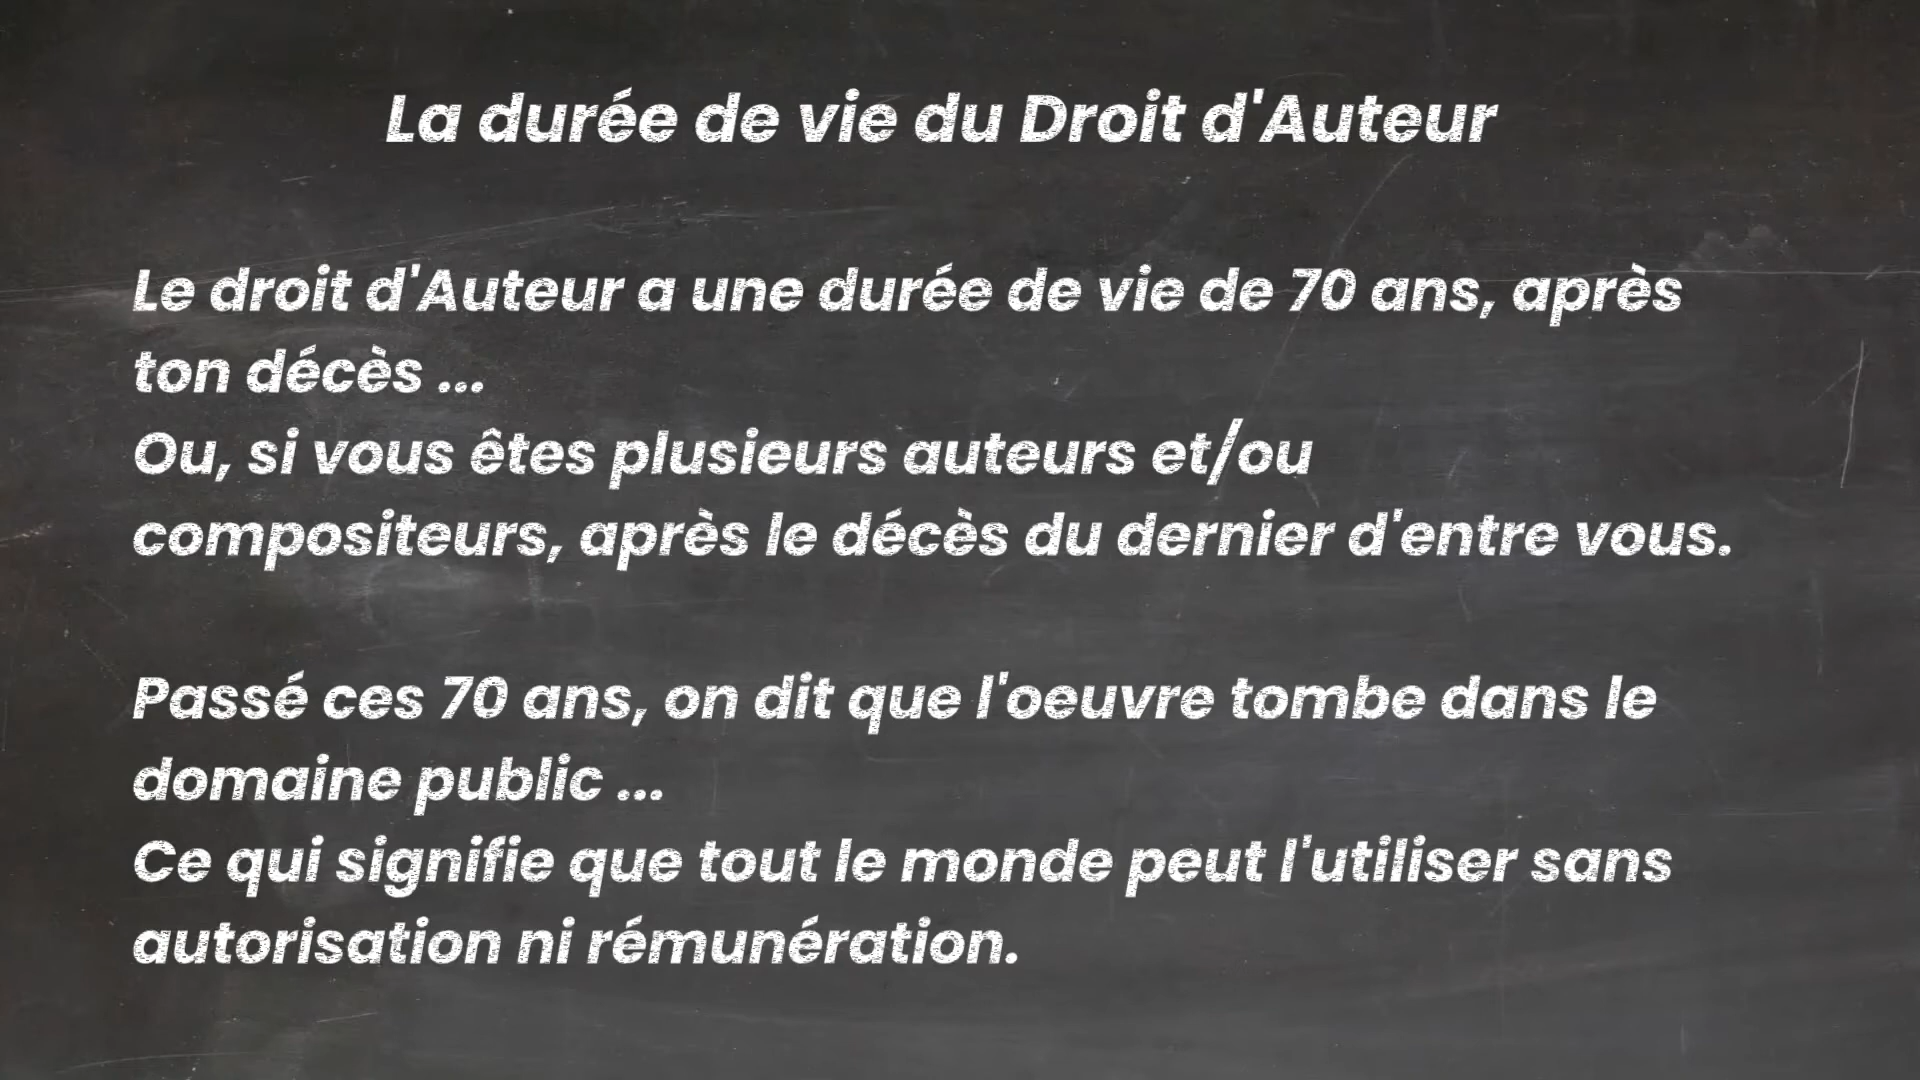 La durée de vie du Droit d'Auteur
Le droit d'Auteur a une durée de vie de 70 ans, après
ton décès ...
Ou, si vous êtes plusieurs auteurs et/ou
compositeurs, après le décès du dernier d'entre vous.
Passé ces 70 ans, on dit que l'oeuvre tombe dans le
domaine public ...
Ce qui signifie que tout le monde peut l'utiliser sans
autorisation ni rémunération.